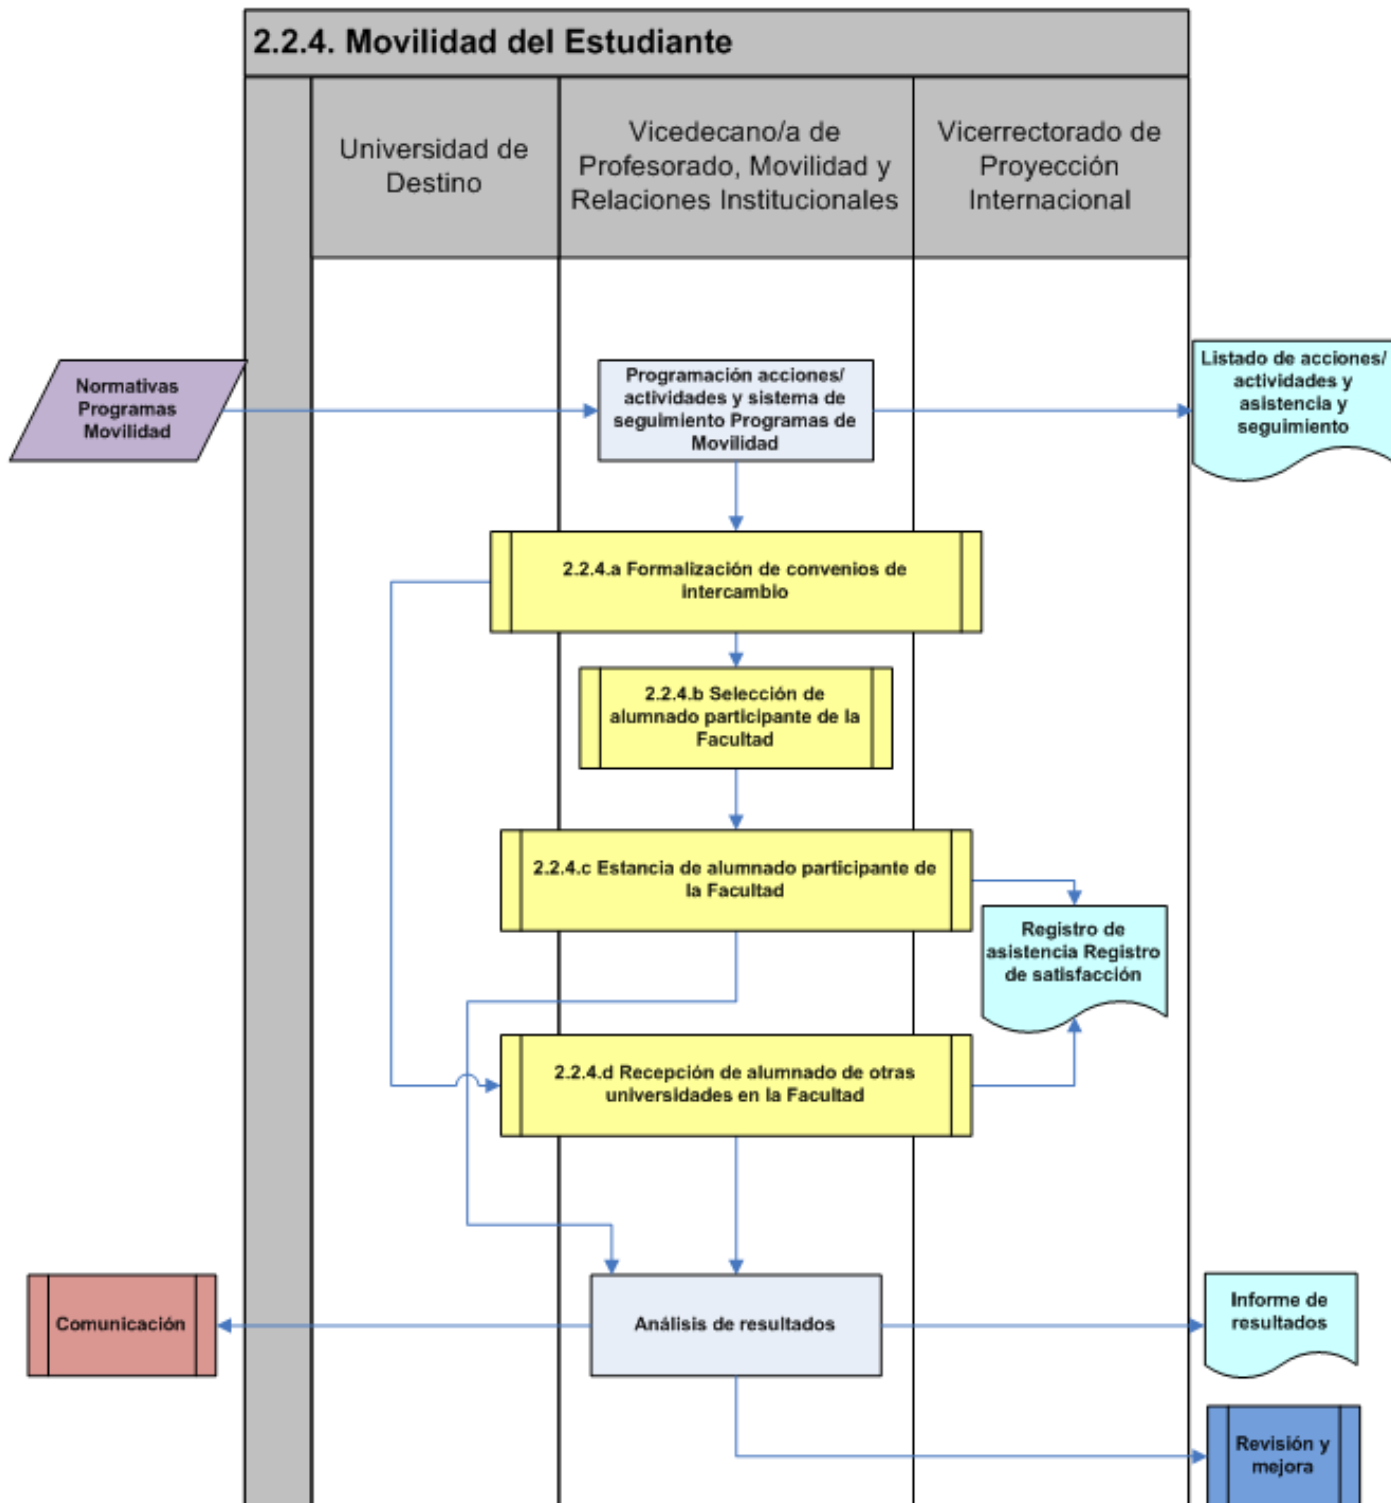 2.2.4. Movilidad del Estudiante
Universidad de
Destino
Vicedecano/a de
Profesorado, Movilidad y
Relaciones Institucionales
Vicerrectorado de
Proyección
Internacional
Normativas
Programas
Movilidad
Programación acciones/
actividades y sistema de
seguimiento Programas de
Movilidad
Listado de acciones/
actividades y
asistencia y
seguimiento
2.2.4.a Formalización de convenios de
intercambio
2.2.4.b Selección de
alumnado participante de la
Facultad
2.2.4.c Estancia de alumnado participante de
la Facultad
Registro de
asistencia Registro
de satisfacción
2.2.4.d Recepción de alumnado de otras
universidades en la Facultad
Comunicación
Análisis de resultados
Informe de
resultados
Revisión y
mejora